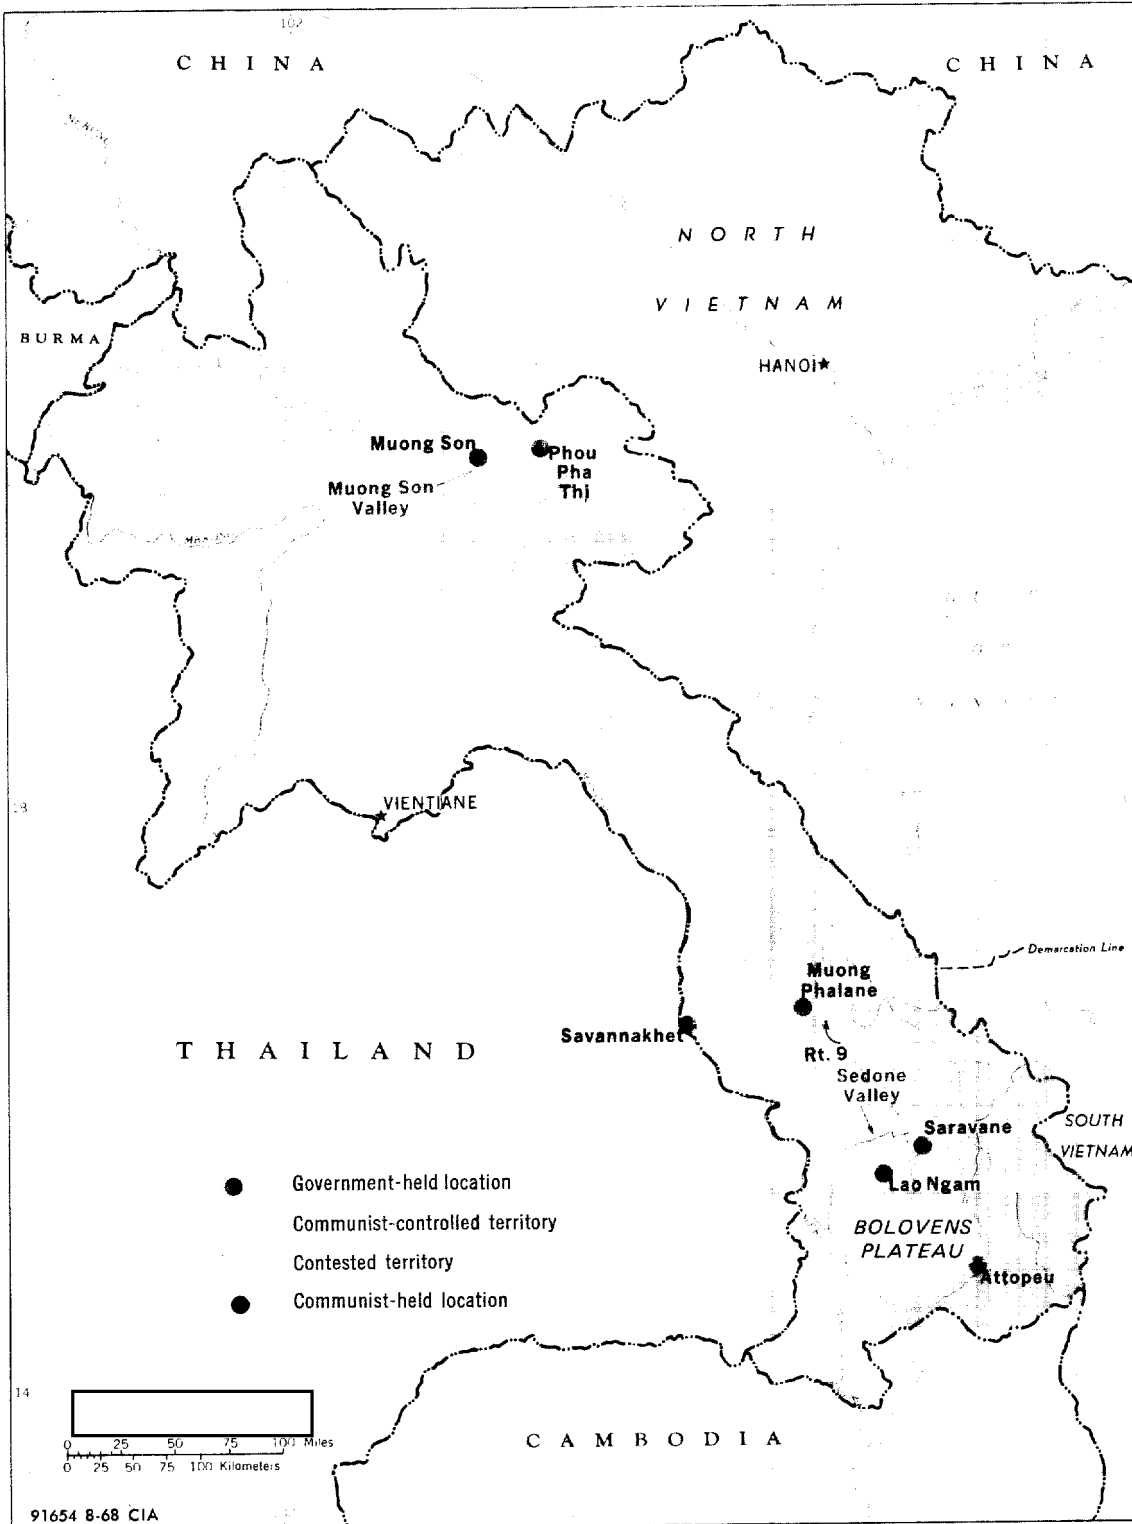 102
CHINA
CHINA
MEKONG
NORTH
VIETNAM
BURMA
HANOI
Muong Son
Phou
Pha
Thi
Muong Son
Valley
18
VIENTIANE
Demarcation Line
Muong
Phalane
Savannakhet
THAILAND
Rt. 9
Sedone
Valley
Saravane
SOUTH
VIETNAM
Lao Ngam
Government-held location
Communist-controlled territory
BOLOVENS
PLATEAU
Contested territory
Attopeu
Communist-held location
14
0 25 50 75 100 Miles
0 25 50 75 100 Kilometers
CAMBODIA
91654 8-68 CIA